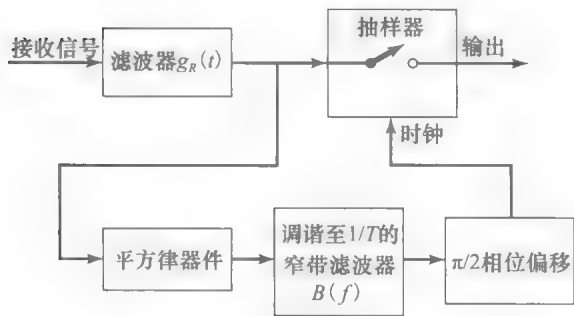 接收信号
滤波器g_R(t)
抽样器
输出
时钟
平方律器件
调谐至1/T的
窄带滤波器
B(f)
π/2相位偏移